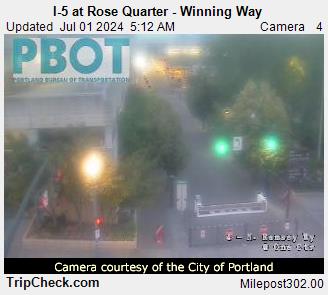 I-5 at Rose Quarter - Winning Way
Updated Jul 01 2024 5:12 AM Camera 4
PBOT
PORTLAND BUREAU OF TRANSPORTATION
Camera courtesy of the City of Portland
TripCheck.com Milepost302.00